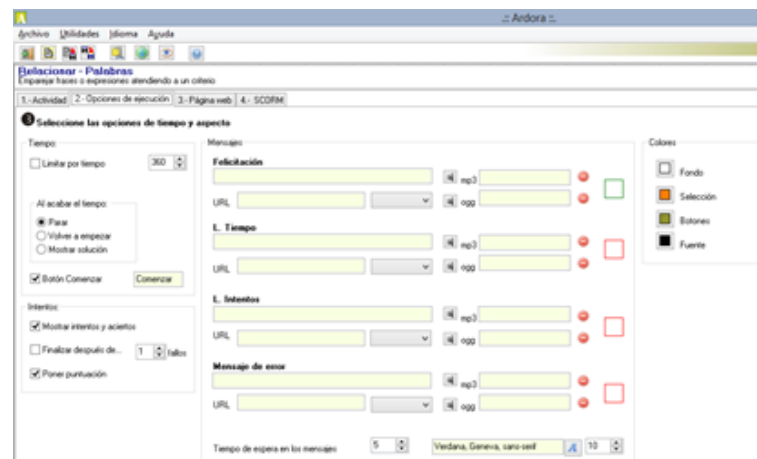 .:: Ardora ::.
Archivo Utilidades Idioma Ayuda
Relacionar - Palabras
Emparejar frases o expresiones atendiendo a un criterio
1.- Actividad 2.- Opciones de ejecución 3.- Página web 4.- SCORM
3 Seleccione las opciones de tiempo y aspecto
Tiempo:
Limitar por tiempo 360
Al acabar el tiempo:
Parar
Volver a empezar
Mostrar solución
Botón Comenzar Comenzar
Intentos:
Mostrar intentos y aciertos
Finalizar después de... 1 fallos
Poner puntuación
Mensajes
Felicitación
mp3
URL ogg
L. Tiempo
mp3
URL ogg
L. Intentos
mp3
URL ogg
Mensaje de error
mp3
URL ogg
Tiempo de espera en los mensajes 5 Verdana, Geneva, sans-serif A 10
Colores
Fondo
Selección
Botones
Fuente